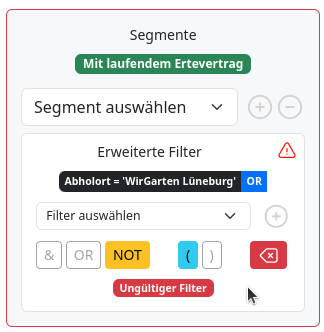 Segmente
Mit laufendem Ertevertrag
Segment auswählen
Erweiterte Filter
Abholort = 'WirGarten Lüneburg' OR
Filter auswählen
& OR NOT ( )
Ungültiger Filter